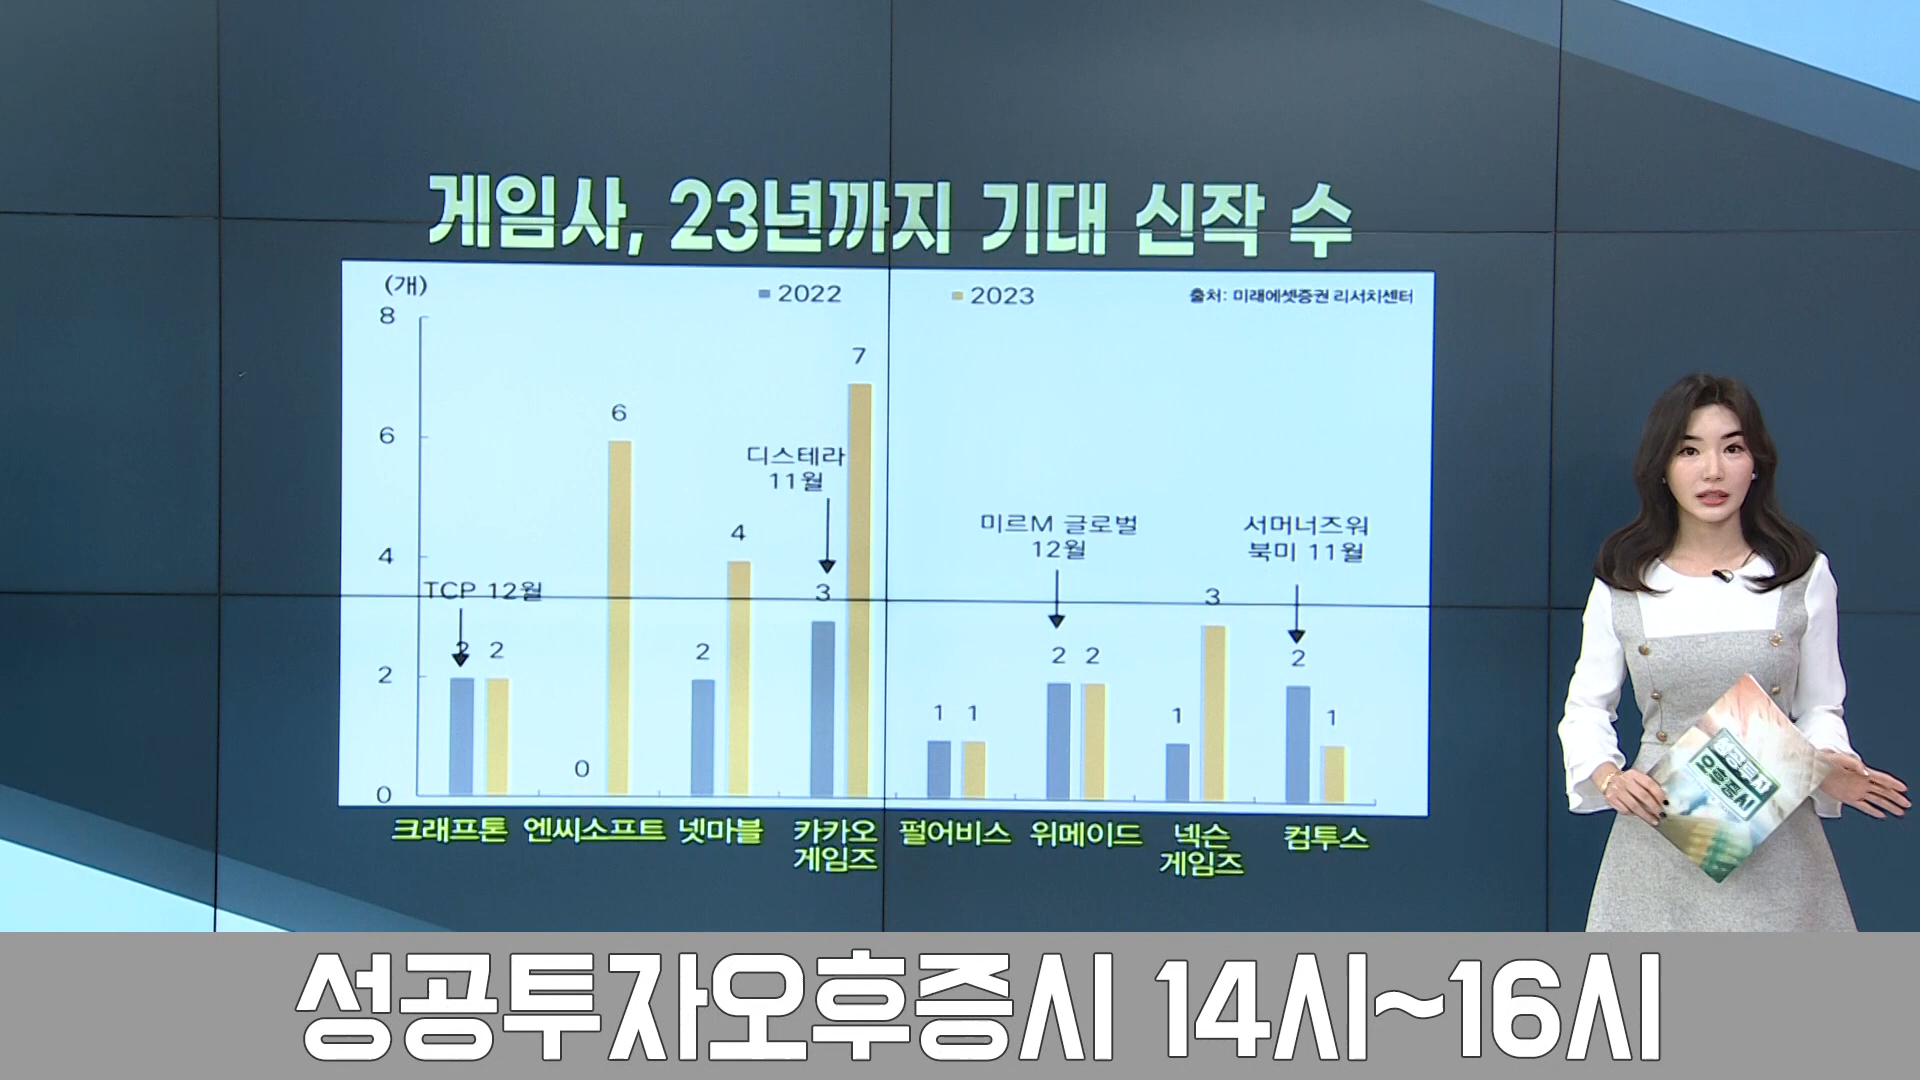 게임사, 23년까지 기대 신작 수
(개)
2022
2023
출처: 미래에셋증권 리서치센터
8
6
4
2
0
TCP 12월
2
2
0
6
2
4
디스테라
11월
3
7
1
1
미르M 글로벌
12월
2
2
1
3
서머너즈워
북미 11월
2
1
크래프톤
엔씨소프트
넷마블
카카오
게임즈
펄어비스
위메이드
넥슨
게임즈
컴투스
오후증시
성공투자오후증시 14시~16시